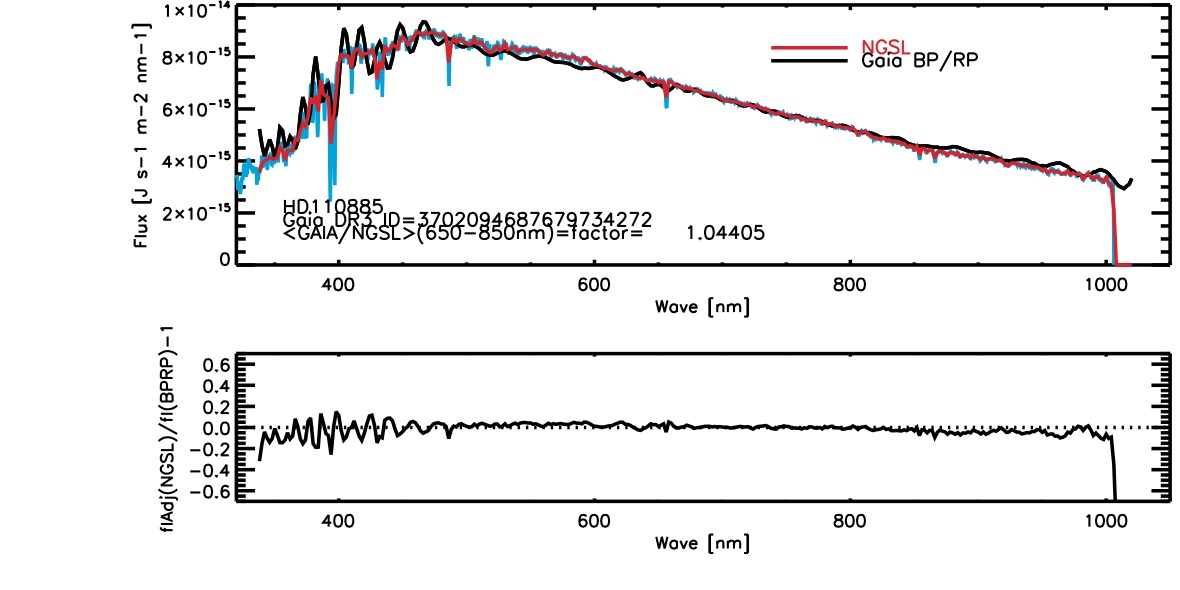 1×10−14
8×10−15
6×10−15
4×10−15
2×10−15
0
Flux [J s−1 m−2 nm−1]
NGSL
Gaia BP/RP
HD110885
Gaia DR3 ID=3702094687679734272
<GAIA/NGSL>(650−850nm)=factor= 1.04405
400 600 800 1000
Wave [nm]
flAdj(NGSL)/fl(BPRP)−1
0.6
0.4
0.2
0.0
−0.2
−0.4
−0.6
400 600 800 1000
Wave [nm]